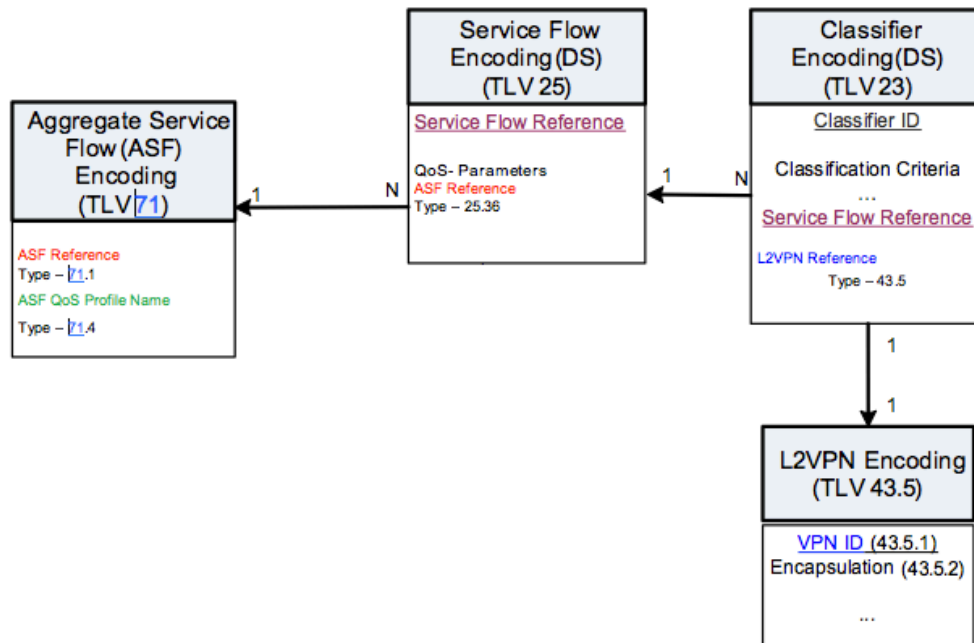 Aggregate Service
Flow (ASF)
Encoding
(TLV 71)
ASF Reference
Type – 71.1
ASF QoS Profile Name
Type – 71.4
1
N
Service Flow
Encoding (DS)
(TLV 25)
Service Flow Reference
QoS- Parameters
ASF Reference
Type – 25.36
1
N
Classifier
Encoding(DS)
(TLV 23)
Classifier ID
Classification Criteria
...
Service Flow Reference
L2VPN Reference
Type – 43.5
1
1
L2VPN Encoding
(TLV 43.5)
VPN ID (43.5.1)
Encapsulation (43.5.2)
...